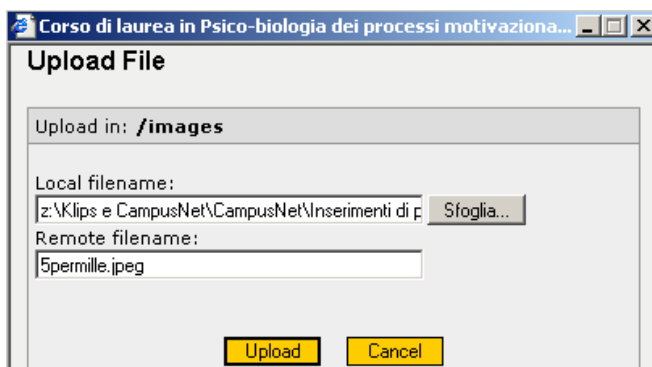 Corso di laurea in Psico-biologia dei processi motivaziona...
Upload File
Upload in: /images
Local filename:
z:\Klips e CampusNet\CampusNet\Inserimenti di p Sfoglia...
Remote filename:
5permille.jpeg
Upload Cancel